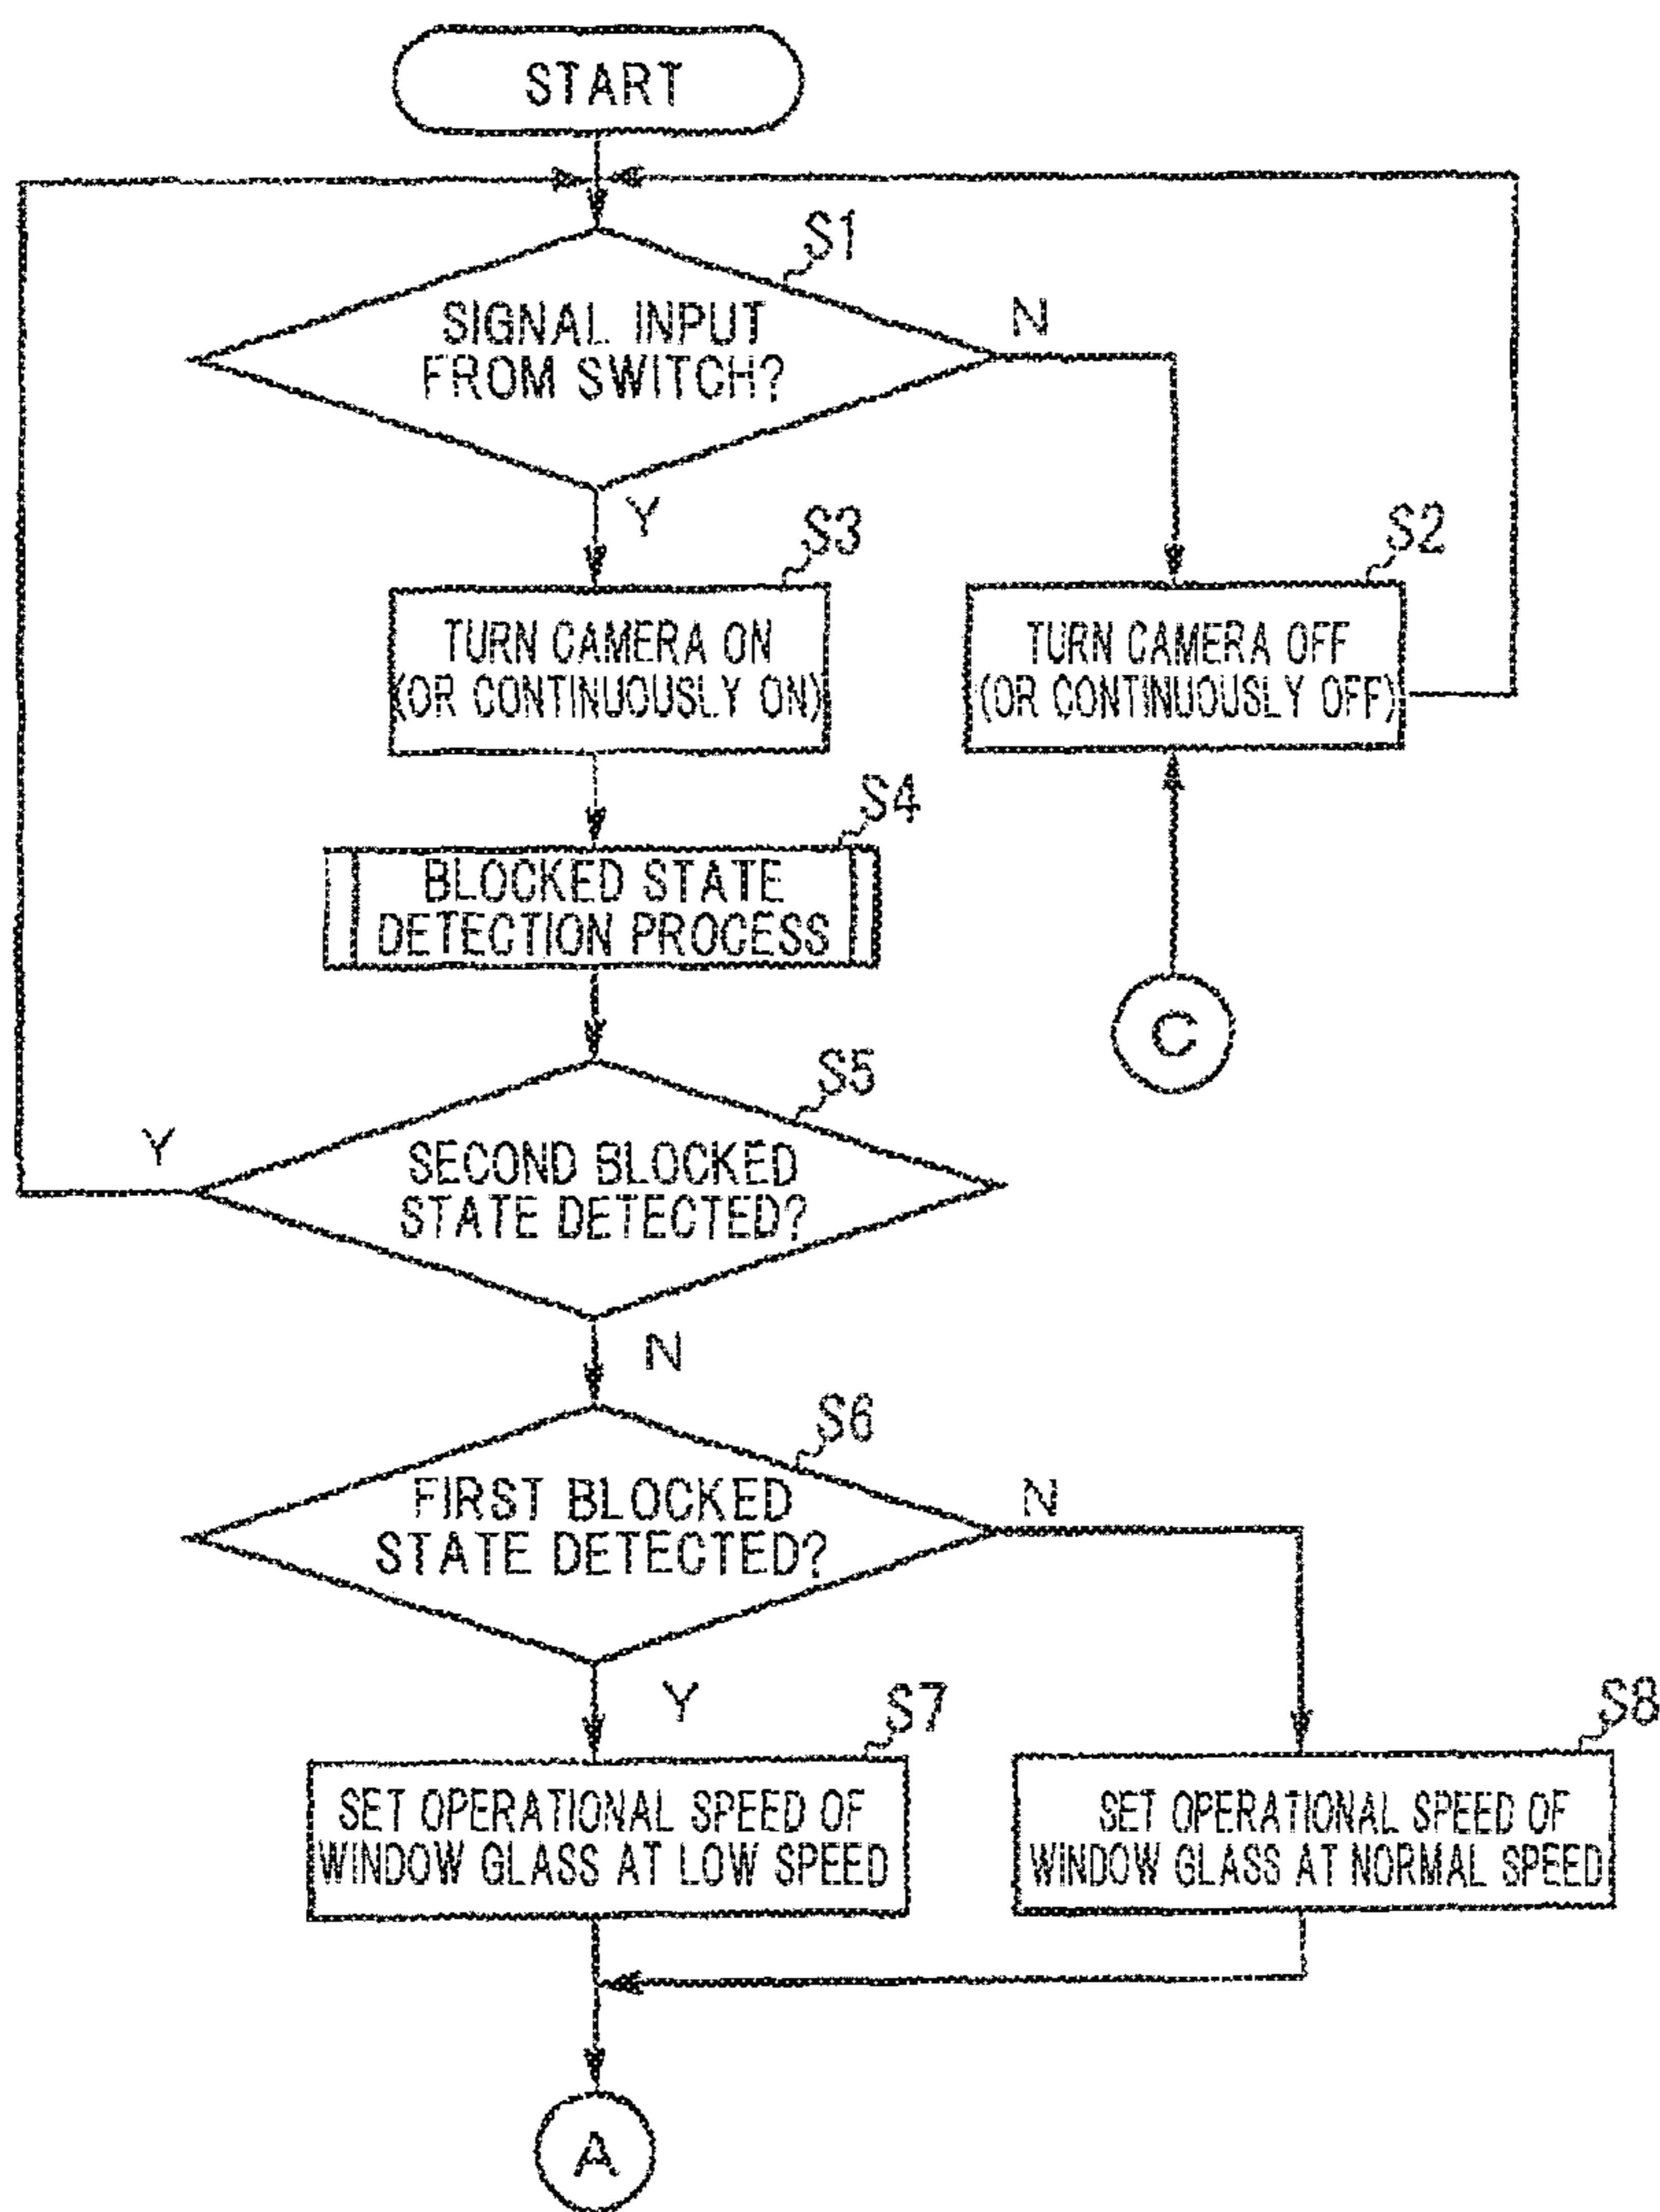 START
S1
SIGNAL INPUT
FROM SWITCH?
N
Y
S3
S2
TURN CAMERA ON
(OR CONTINUOUSLY ON)
TURN CAMERA OFF
(OR CONTINUOUSLY OFF)
S4
BLOCKED STATE
DETECTION PROCESS
C
S5
Y
SECOND BLOCKED
STATE DETECTED?
N
S6
FIRST BLOCKED
STATE DETECTED?
N
Y
S7
S8
SET OPERATIONAL SPEED OF
WINDOW GLASS AT LOW SPEED
SET OPERATIONAL SPEED OF
WINDOW GLASS AT NORMAL SPEED
A